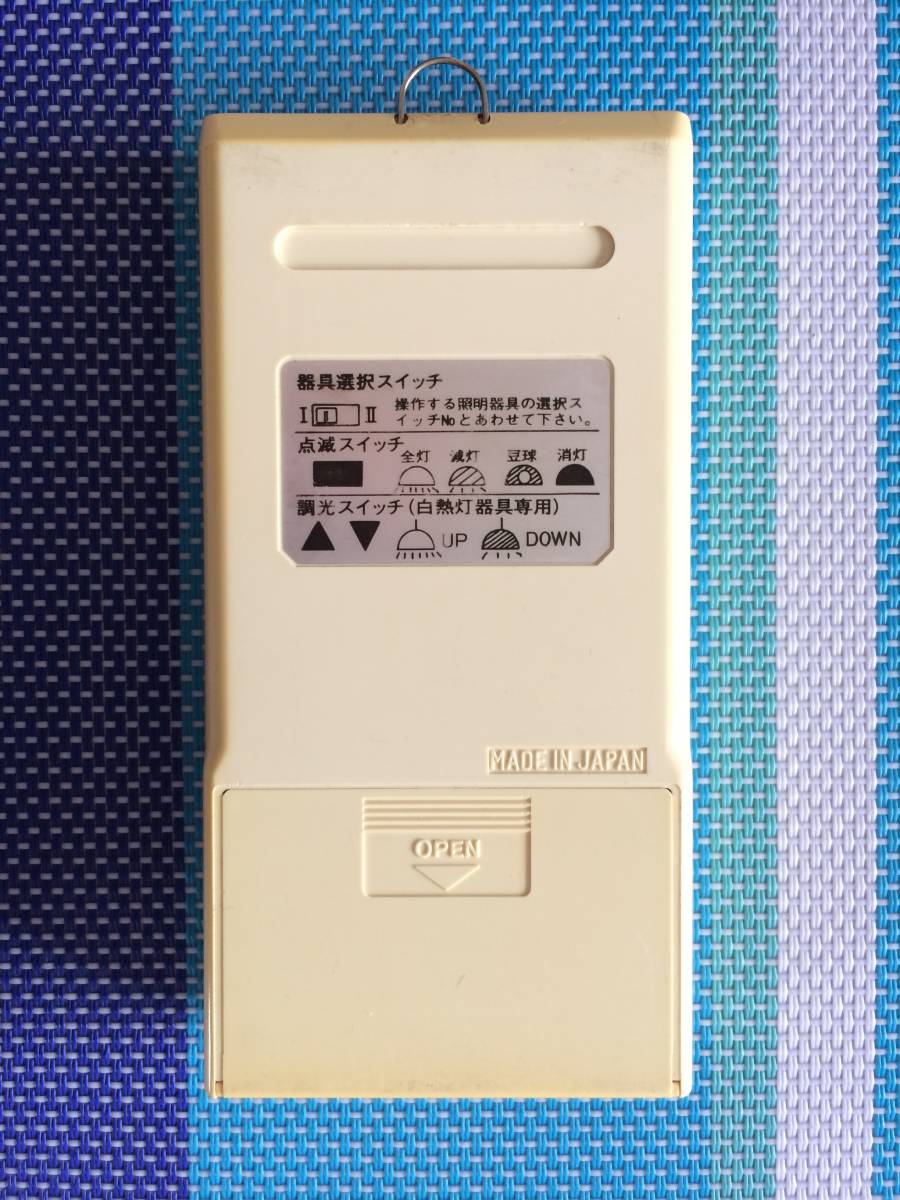 器具選択スイッチ
I II 操作する照明器具の選択ス
イッチNoとあわせて下さい。
点滅スイッチ
全灯 減灯 豆球 消灯
調光スイッチ(白熱灯器具専用)
UP DOWN
MADE IN JAPAN
OPEN